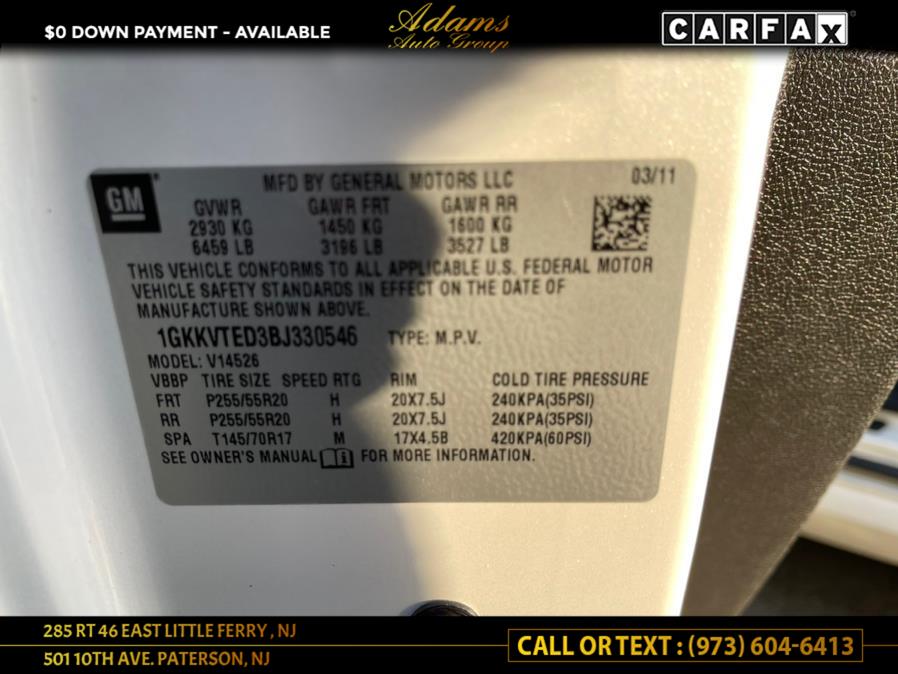 $0 DOWN PAYMENT - AVAILABLE
Adams
Auto Group
CARFAX
GM
MFD BY GENERAL MOTORS LLC 03/11
GVWR GAWR FRT GAWR RR
2930 KG 1450 KG 1600 KG
6459 LB 3196 LB 3527 LB
THIS VEHICLE CONFORMS TO ALL APPLICABLE U.S. FEDERAL MOTOR
VEHICLE SAFETY STANDARDS IN EFFECT ON THE DATE OF
MANUFACTURE SHOWN ABOVE.
1GKKVTED3BJ330546 TYPE: M.P.V.
MODEL: V14526
VBBP TIRE SIZE SPEED RTG RIM COLD TIRE PRESSURE
FRT P255/55R20 H 20X7.5J 240KPA(35PSI)
RR P255/55R20 H 20X7.5J 240KPA(35PSI)
SPA T145/70R17 M 17X4.5B 420KPA(60PSI)
SEE OWNER'S MANUAL FOR MORE INFORMATION.
285 RT 46 EAST LITTLE FERRY , NJ
501 10TH AVE. PATERSON, NJ
CALL OR TEXT : (973) 604-6413